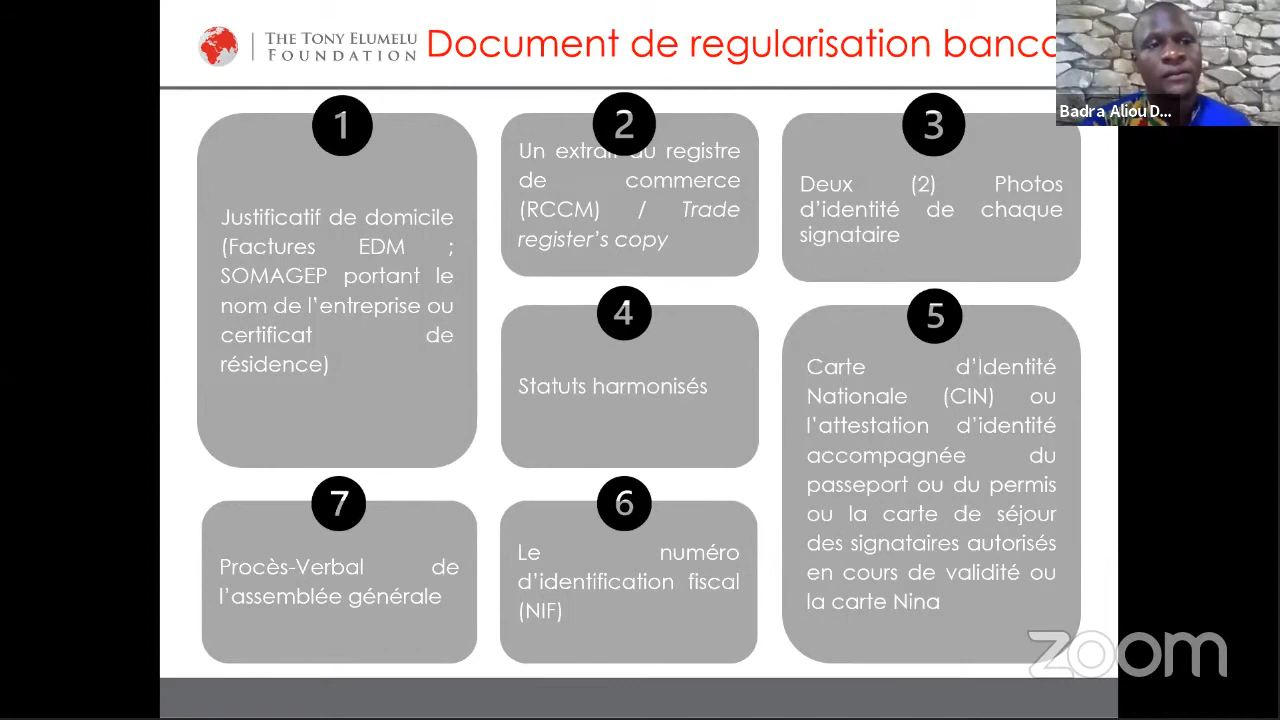 THE TONY ELUMELU
FOUNDATION
Document de regularisation
Badra Aliou D...
1
Justificatif de domicile
(Factures EDM ;
SOMAGEP portant le
nom de l'entreprise ou
certificat de
résidence)
2
Un du registre
de commerce
(RCCM) / Trade
register's copy
3
Deux (2) Photos
d'identité de chaque
signataire
4
Statuts harmonisés
5
Carte d'Identité
Nationale (CIN) ou
l'attestation d'identité
accompagnée du
passeport ou du permis
ou la carte de séjour
des signataires autorisés
en cours de validité ou
la carte Nina
6
Le numéro
d'identification fiscal
(NIF)
7
Procès-Verbal de
l'assemblée générale
zoom